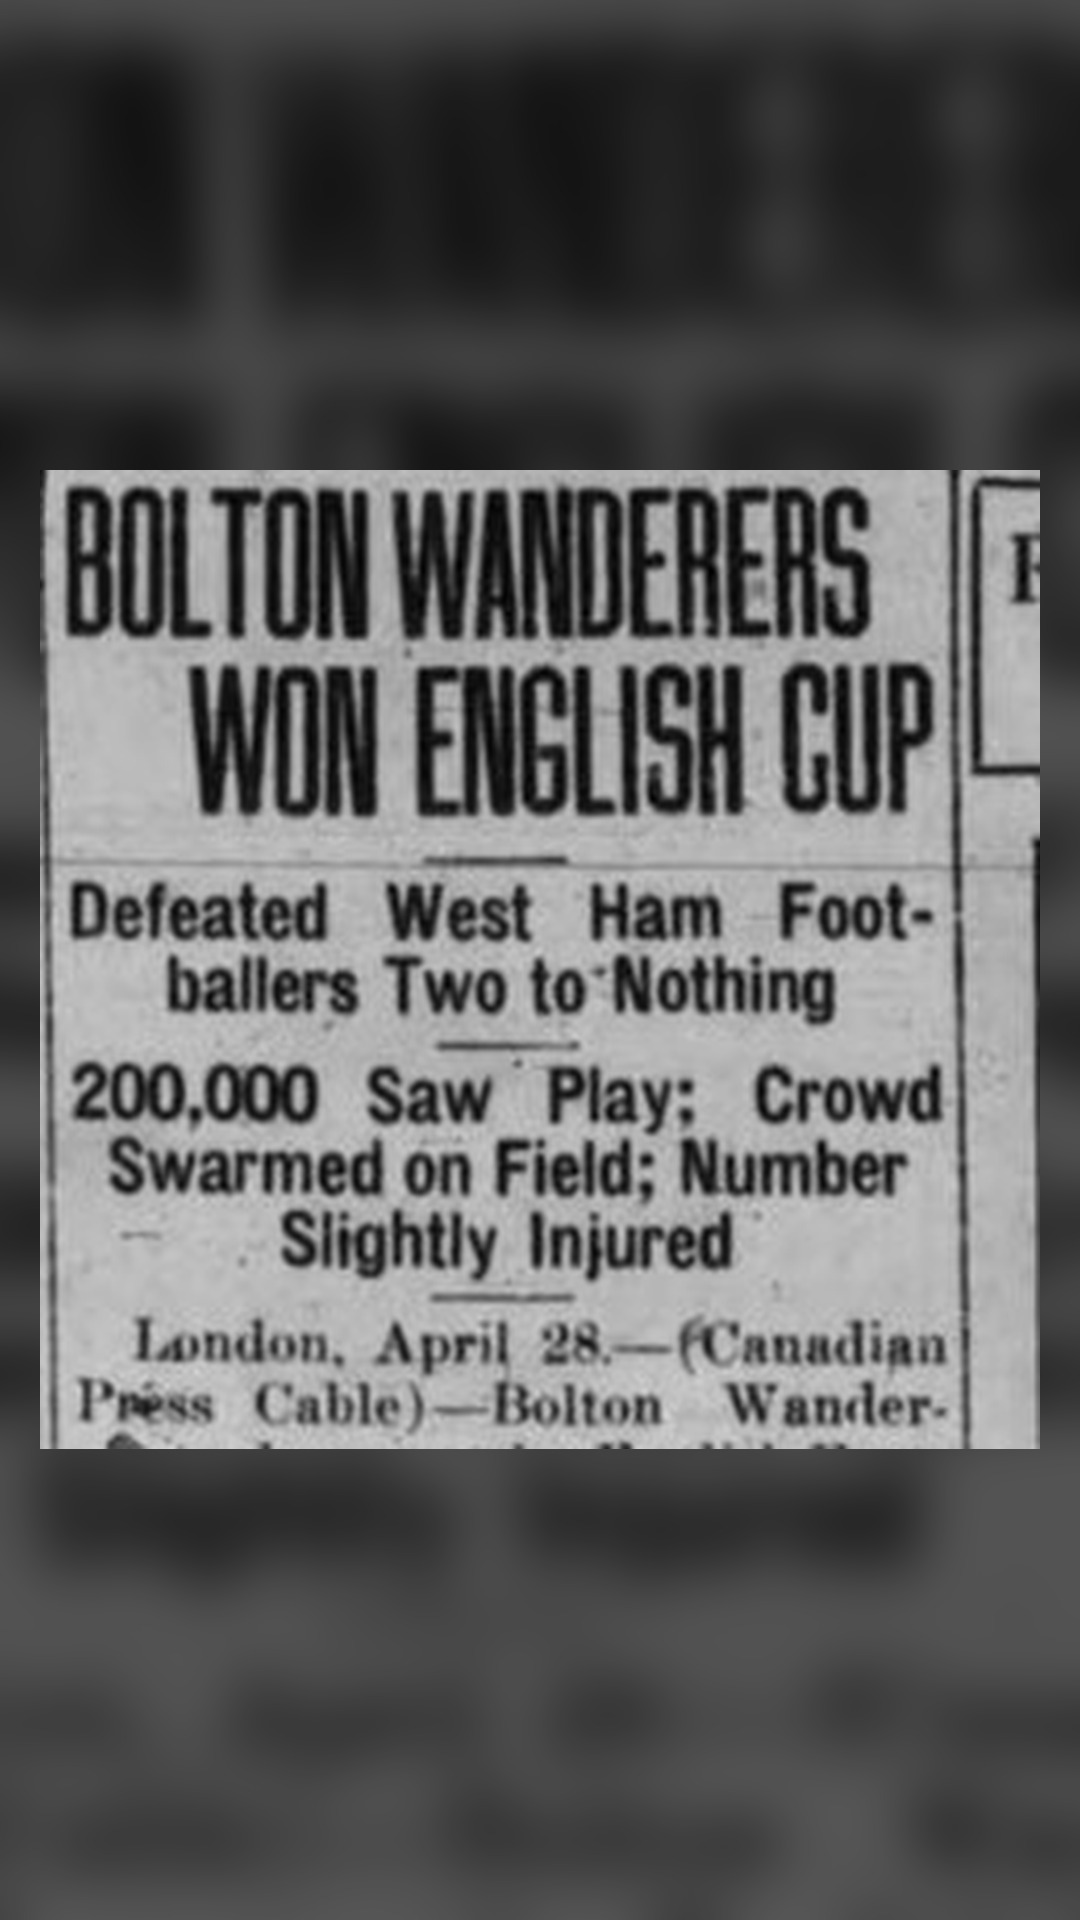 BOLTON WANDERERS
WON ENGLISH CUP
Defeated West Ham Foot-
ballers Two to Nothing
200,000 Saw Play; Crowd
Swarmed on Field; Number
Slightly Injured
London, April 28.—(Canadian
Press Cable)—Bolton Wander-